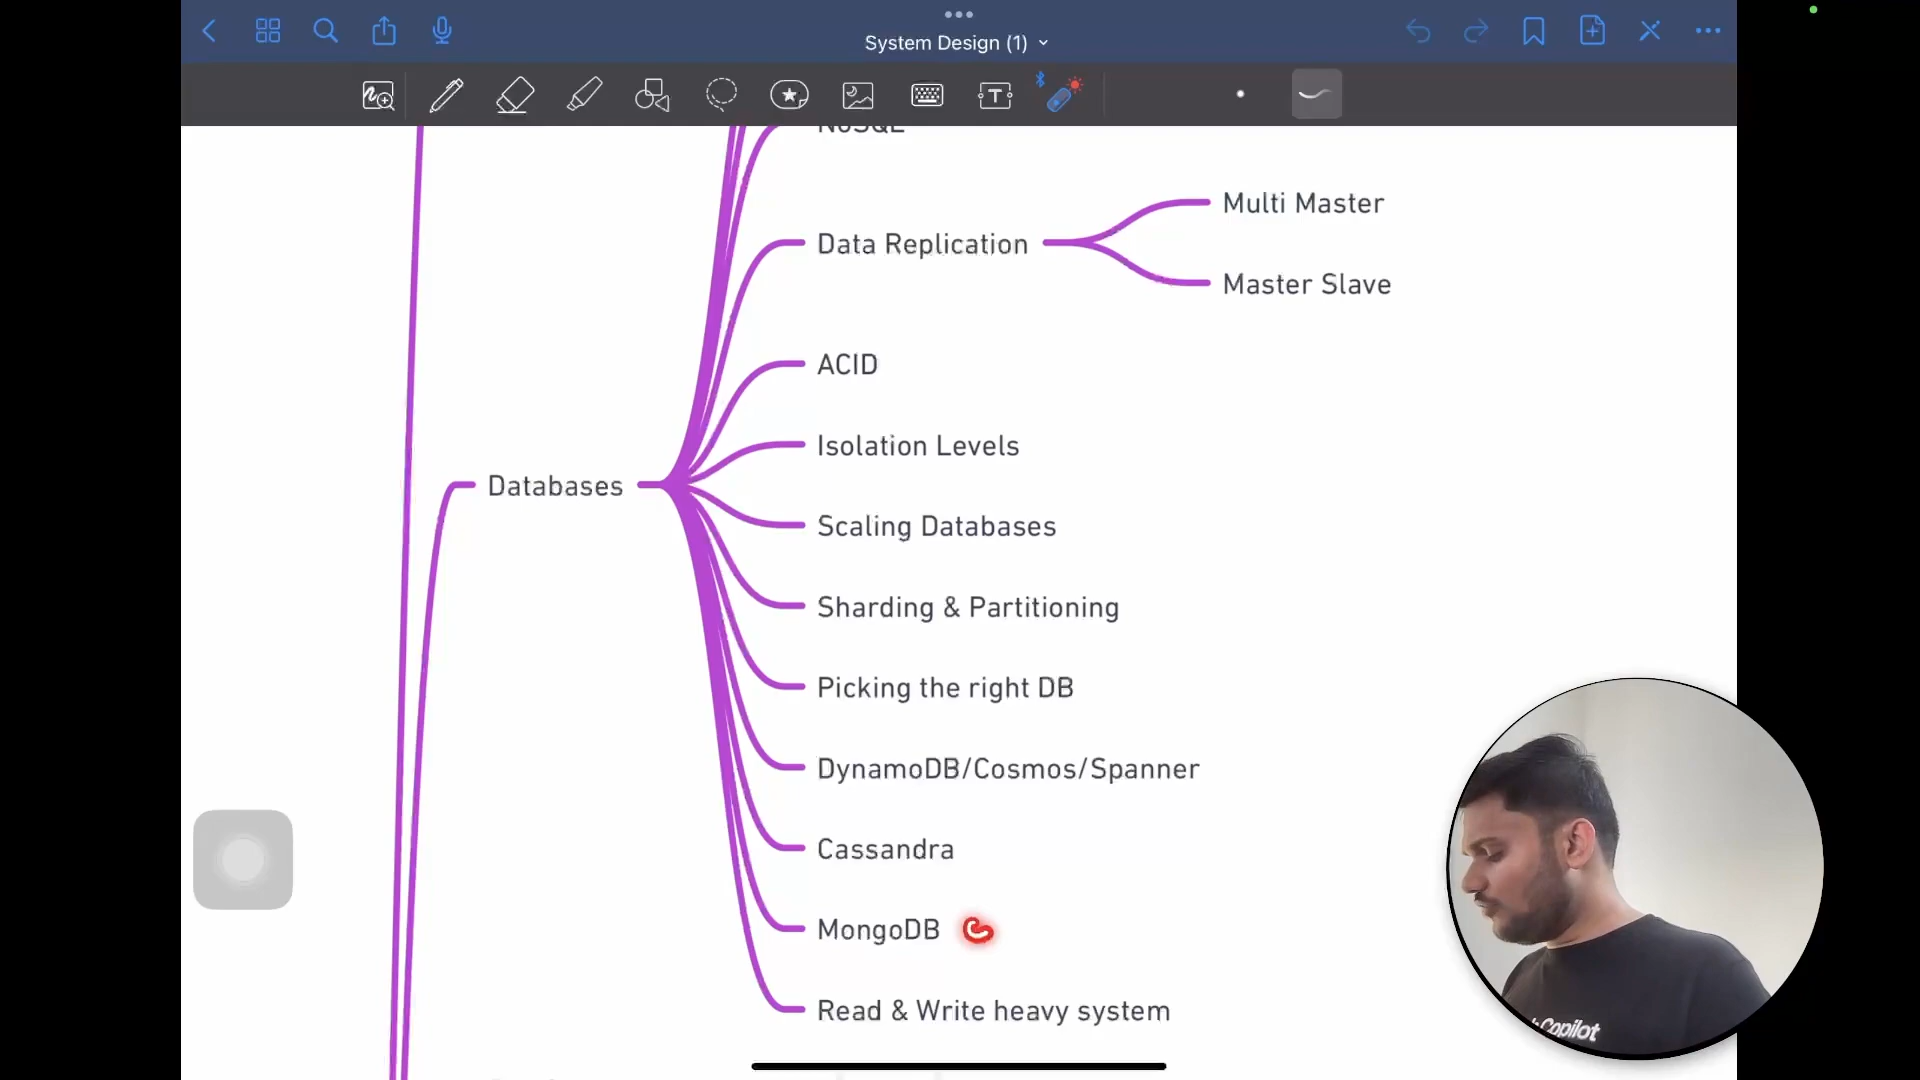 System Design (1)
NoSQL
Data Replication
Multi Master
Master Slave
ACID
Isolation Levels
Databases
Scaling Databases
Sharding & Partitioning
Picking the right DB
DynamoDB/Cosmos/Spanner
Cassandra
MongoDB
Read & Write heavy system
Copilot